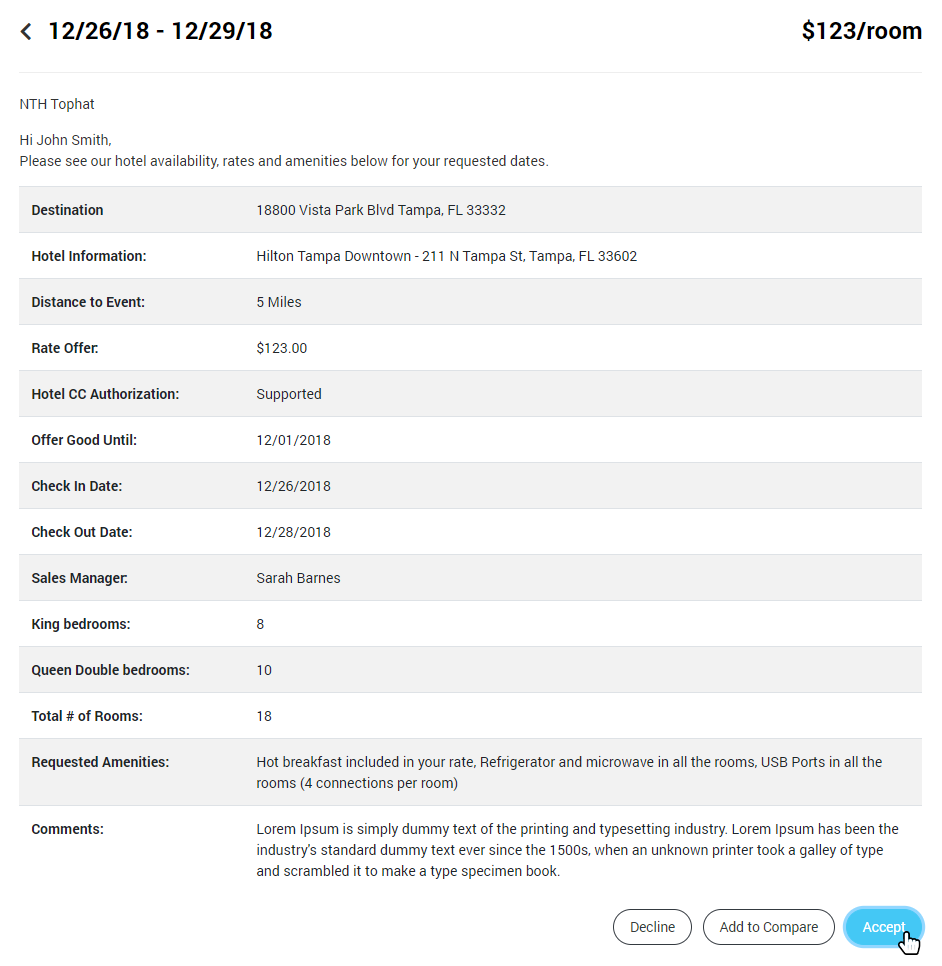 12/26/18 - 12/29/18 $123/room
NTH Tophat
Hi John Smith,
Please see our hotel availability, rates and amenities below for your requested dates.
Destination 18800 Vista Park Blvd Tampa, FL 33332
Hotel Information: Hilton Tampa Downtown - 211 N Tampa St, Tampa, FL 33602
Distance to Event: 5 Miles
Rate Offer: $123.00
Hotel CC Authorization: Supported
Offer Good Until: 12/01/2018
Check In Date: 12/26/2018
Check Out Date: 12/28/2018
Sales Manager: Sarah Barnes
King bedrooms: 8
Queen Double bedrooms: 10
Total # of Rooms: 18
Requested Amenities: Hot breakfast included in your rate, Refrigerator and microwave in all the rooms, USB Ports in all the
rooms (4 connections per room)
Comments: Lorem Ipsum is simply dummy text of the printing and typesetting industry. Lorem Ipsum has been the
industry's standard dummy text ever since the 1500s, when an unknown printer took a galley of type
and scrambled it to make a type specimen book.
Decline Add to Compare Accept